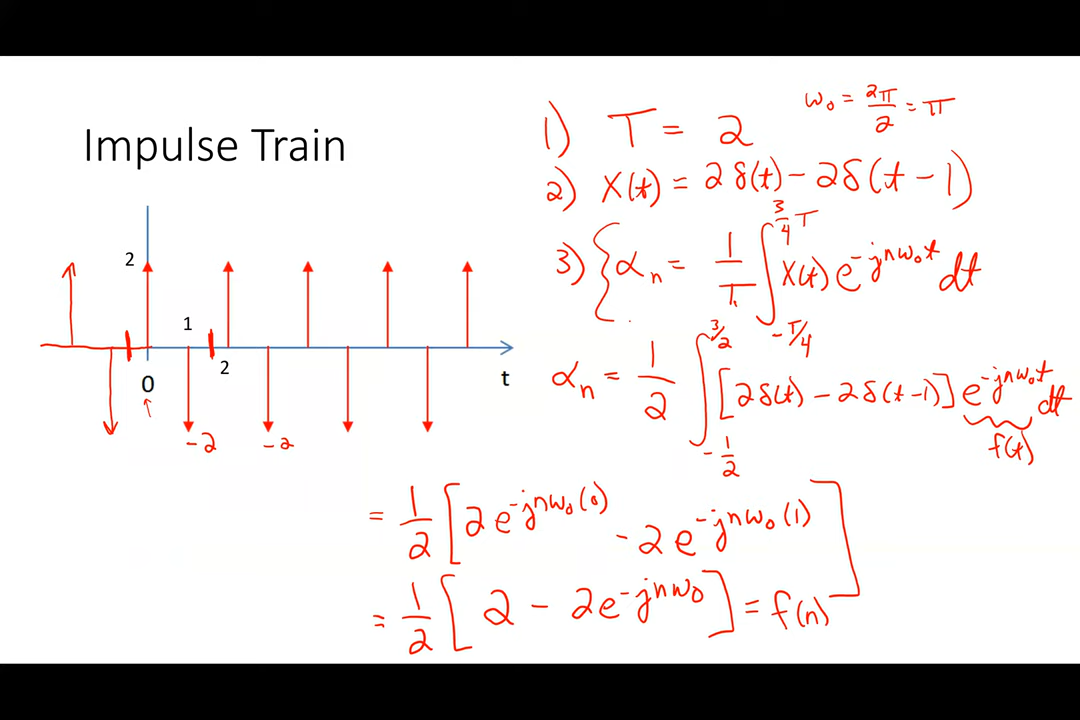 Impulse Train
2
1
2
0
t
-2
-2
1) T = 2
ω₀ = 2π/2 = π
2) X(t) = 2δ(t) - 2δ(t - 1)
3) { αₙ = 1/T ∫_{-T/4}^{3/4 T} X(t) e^{-jnω₀t} dt
αₙ = 1/2 ∫_{-1/2}^{3/2} [2δ(t) - 2δ(t-1)] e^{-jnω₀t} dt
f(t)
= 1/2 [2e^{-jnω₀(0)} - 2e^{-jnω₀(1)}]
= 1/2 [2 - 2e^{-jnω₀}] = f(n)